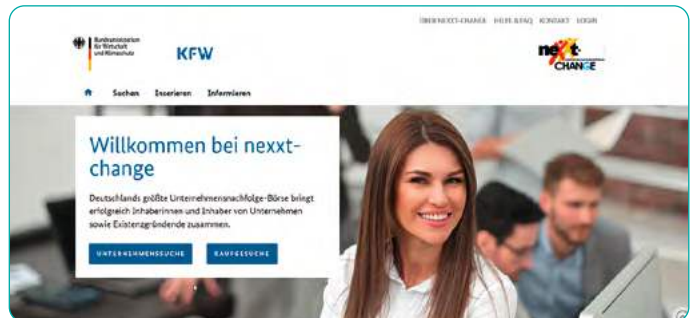 ÜBER NEXXT-CHANGE HILFE & FAQ KONTAKT LOGIN
Bundesministerium
für Wirtschaft
und Klimaschutz
KFW
nexxt-
CHANGE
Suchen Inserieren Informieren
Willkommen bei nexxt-
change
Deutschlands größte Unternehmensnachfolge-Börse bringt
erfolgreich Inhaberinnen und Inhaber von Unternehmen
sowie Existenzgründende zusammen.
UNTERNEHMENSSUCHE KAUFGESUCHE